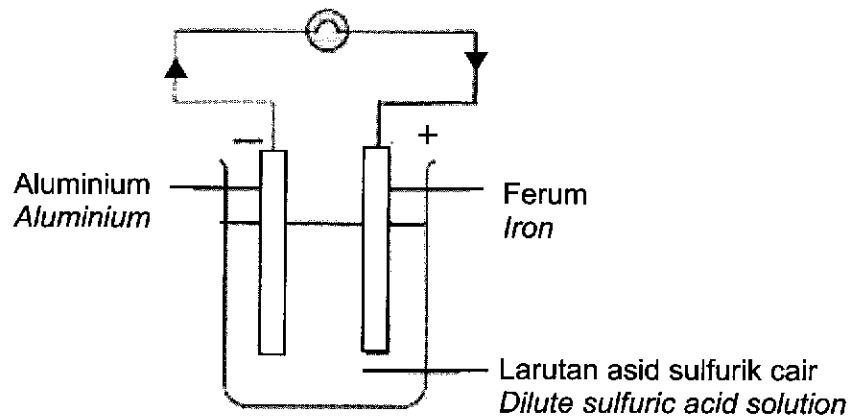 −
+
Aluminium
Aluminium
Ferum
Iron
Larutan asid sulfurik cair
Dilute sulfuric acid solution